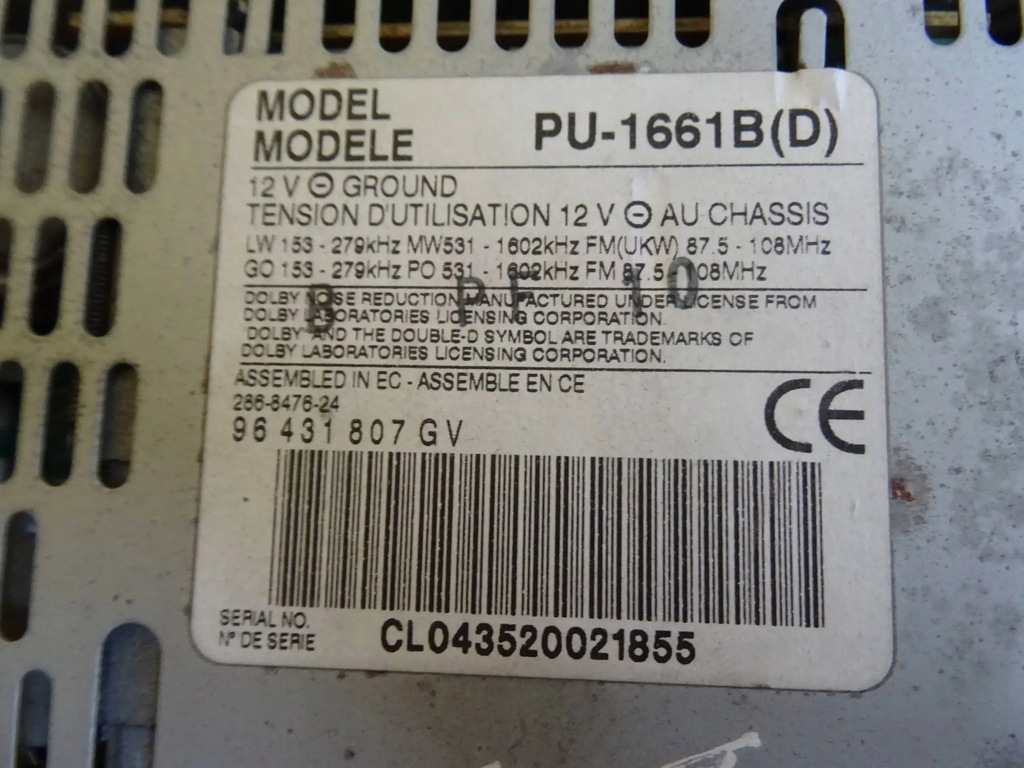 MODEL
MODELE
PU-1661B(D)
12 V ⊖ GROUND
TENSION D'UTILISATION 12 V ⊖ AU CHASSIS
LW 153 - 279kHz MW531 - 1602kHz FM(UKW) 87.5 - 108MHz
GO 153 - 279kHz PO 531 - 1602kHz FM 87.5 - 108MHz
B PF 10
DOLBY NOISE REDUCTION MANUFACTURED UNDER LICENSE FROM
DOLBY LABORATORIES LICENSING CORPORATION.
"DOLBY" AND THE DOUBLE-D SYMBOL ARE TRADEMARKS OF
DOLBY LABORATORIES LICENSING CORPORATION.
ASSEMBLED IN EC - ASSEMBLE EN CE
286-8476-24
96 431 807 GV
CE
SERIAL NO.
N° DE SERIE
CL043520021855